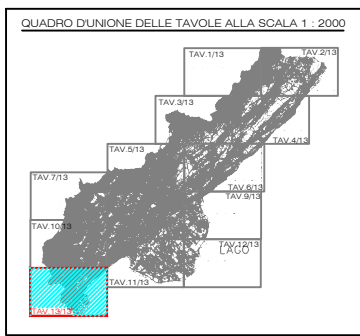 QUADRO D'UNIONE DELLE TAVOLE ALLA SCALA 1 : 2000
TAV.1/13
TAV.2/13
TAV.3/13
TAV.4/13
TAV.5/13
TAV.6/13
TAV.7/13
TAV.9/13
TAV.10/13
TAV.12/13
LAGO
TAV.11/13
TAV.13/13